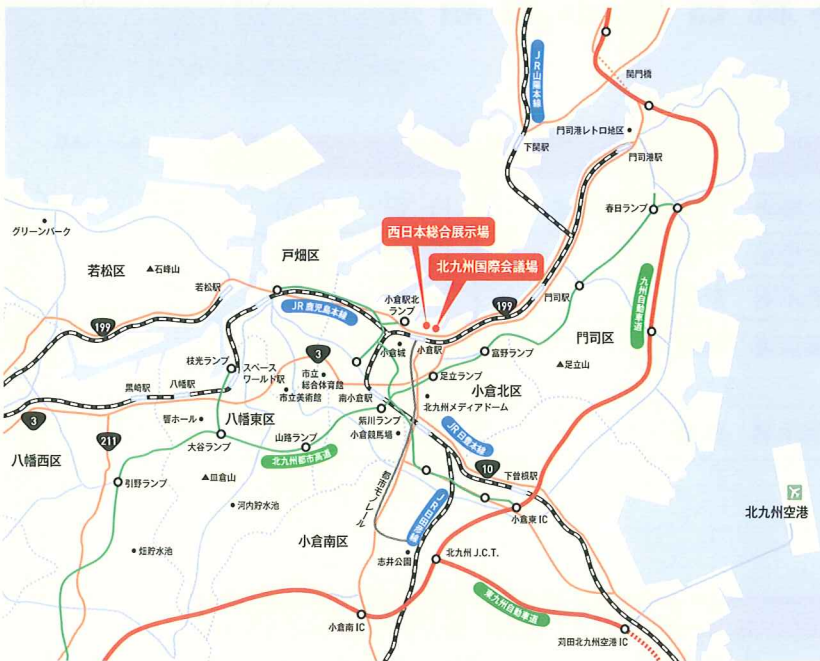 JR山陽本線
関門橋
門司港レトロ地区
下関駅
門司港駅
春日ランプ
グリーンパーク
西日本総合展示場
戸畑区
若松区
石峰山
北九州国際会議場
若松駅
小倉駅北
ランプ
199
門司駅
九州自動車道
JR鹿児島本線
199
門司区
3
小倉城
小倉駅
富野ランプ
足立山
枝光ランプ
スペース
ワールド駅
市立
総合体育館
足立ランプ
小倉北区
黒崎駅
八幡駅
市立美術館
南小倉駅
北九州メディアドーム
響ホール
八幡東区
紫川ランプ
3
小倉競馬場
JR日豊本線
211
大谷ランプ
山路ランプ
八幡西区
北九州都市高速
10
下曽根駅
引野ランプ
皿倉山
都市モノレール
河内貯水池
JR日田彦線
小倉東IC
北九州空港
小倉南区
畑貯水池
志井公園
北九州 J.C.T.
東九州自動車道
小倉南IC
苅田北九州空港IC